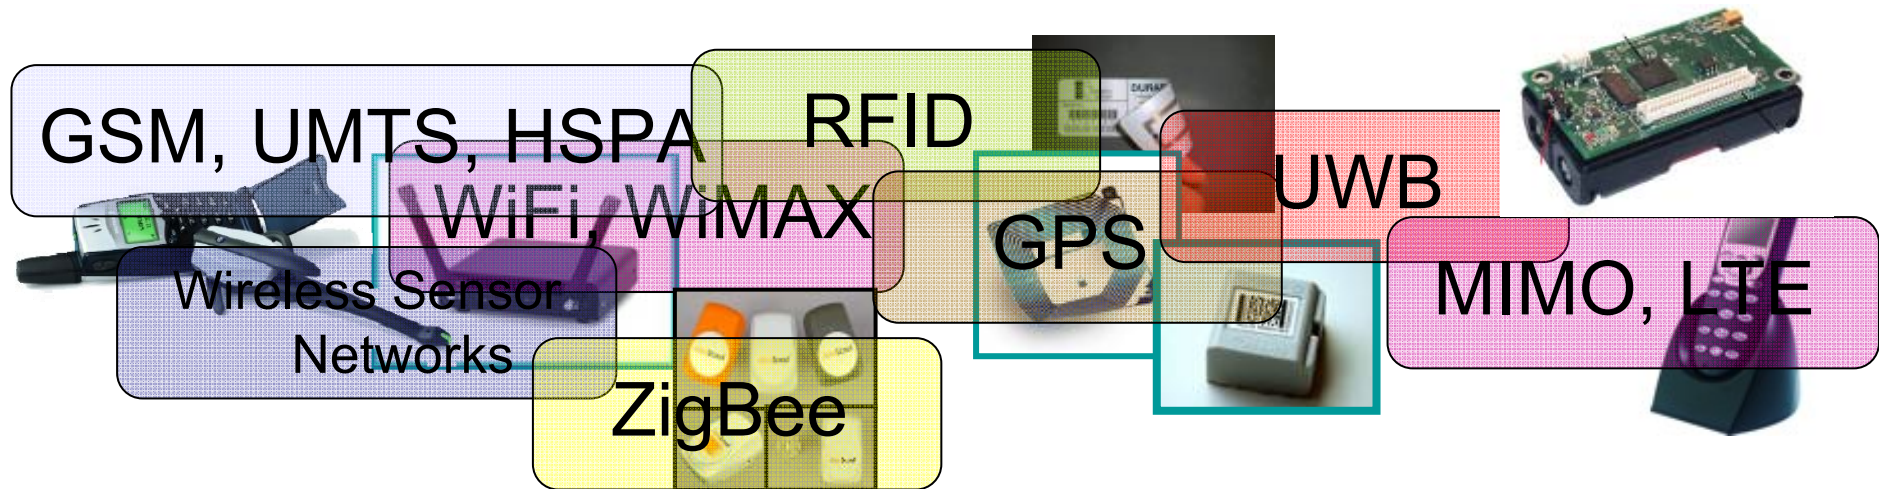 GSM, UMTS, HSPA
RFID
WiFi, WiMAX
UWB
GPS
MIMO, LTE
Wireless Sensor
Networks
ZigBee